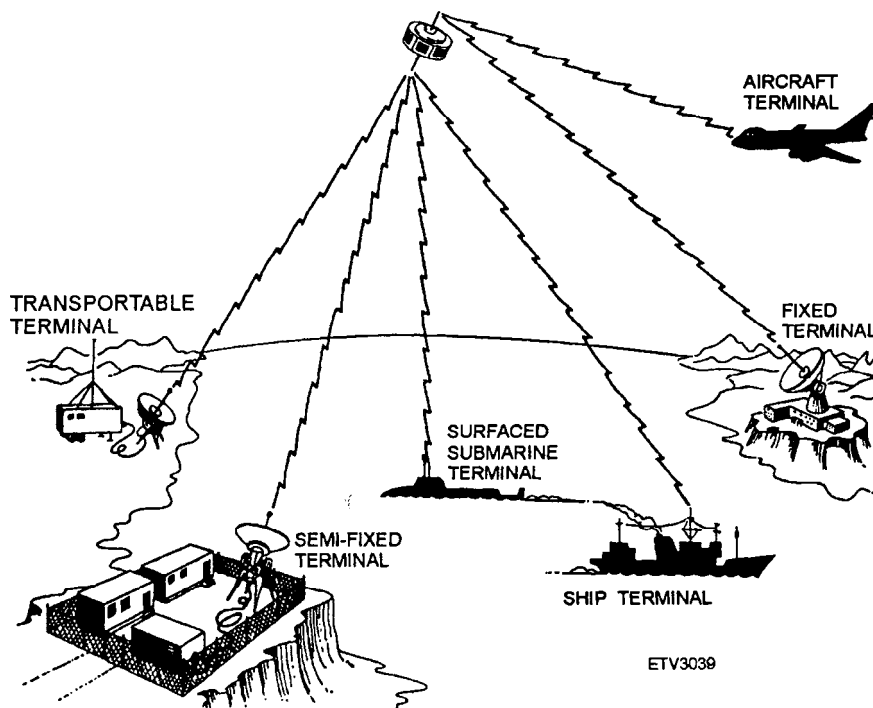 AIRCRAFT
TERMINAL
TRANSPORTABLE
TERMINAL
FIXED
TERMINAL
SURFACED
SUBMARINE
TERMINAL
SEMI-FIXED
TERMINAL
SHIP TERMINAL
ETV3039